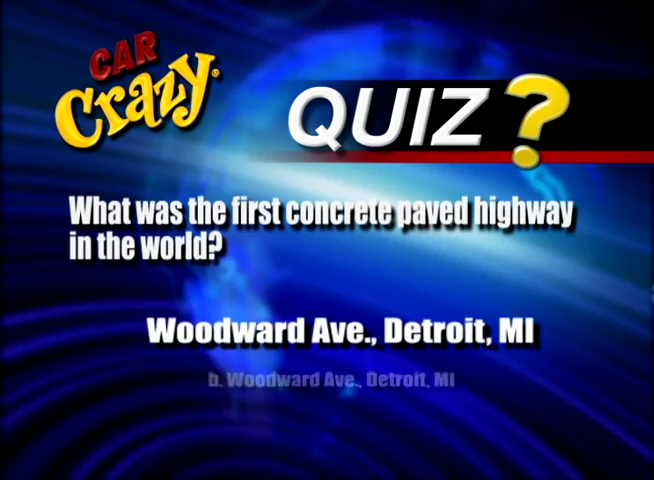 CAR
Crazy®
QUIZ?
What was the first concrete paved highway
in the world?
Woodward Ave., Detroit, MI
b. Woodward Ave., Detroit, MI